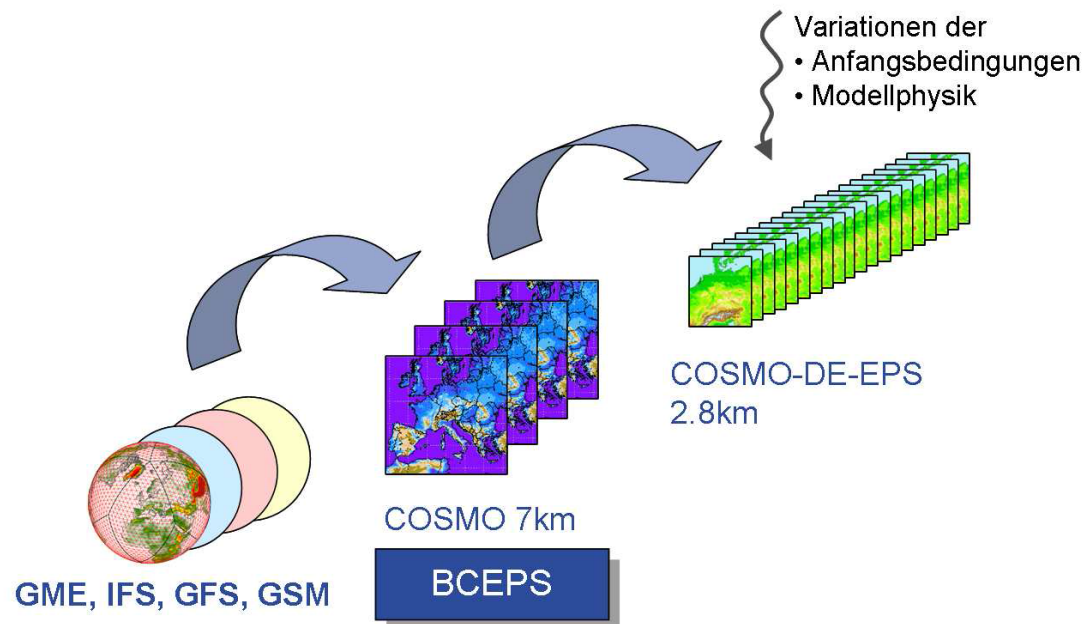 Variationen der
• Anfangsbedingungen
• Modellphysik
COSMO-DE-EPS
2.8km
COSMO 7km
BCEPS
GME, IFS, GFS, GSM